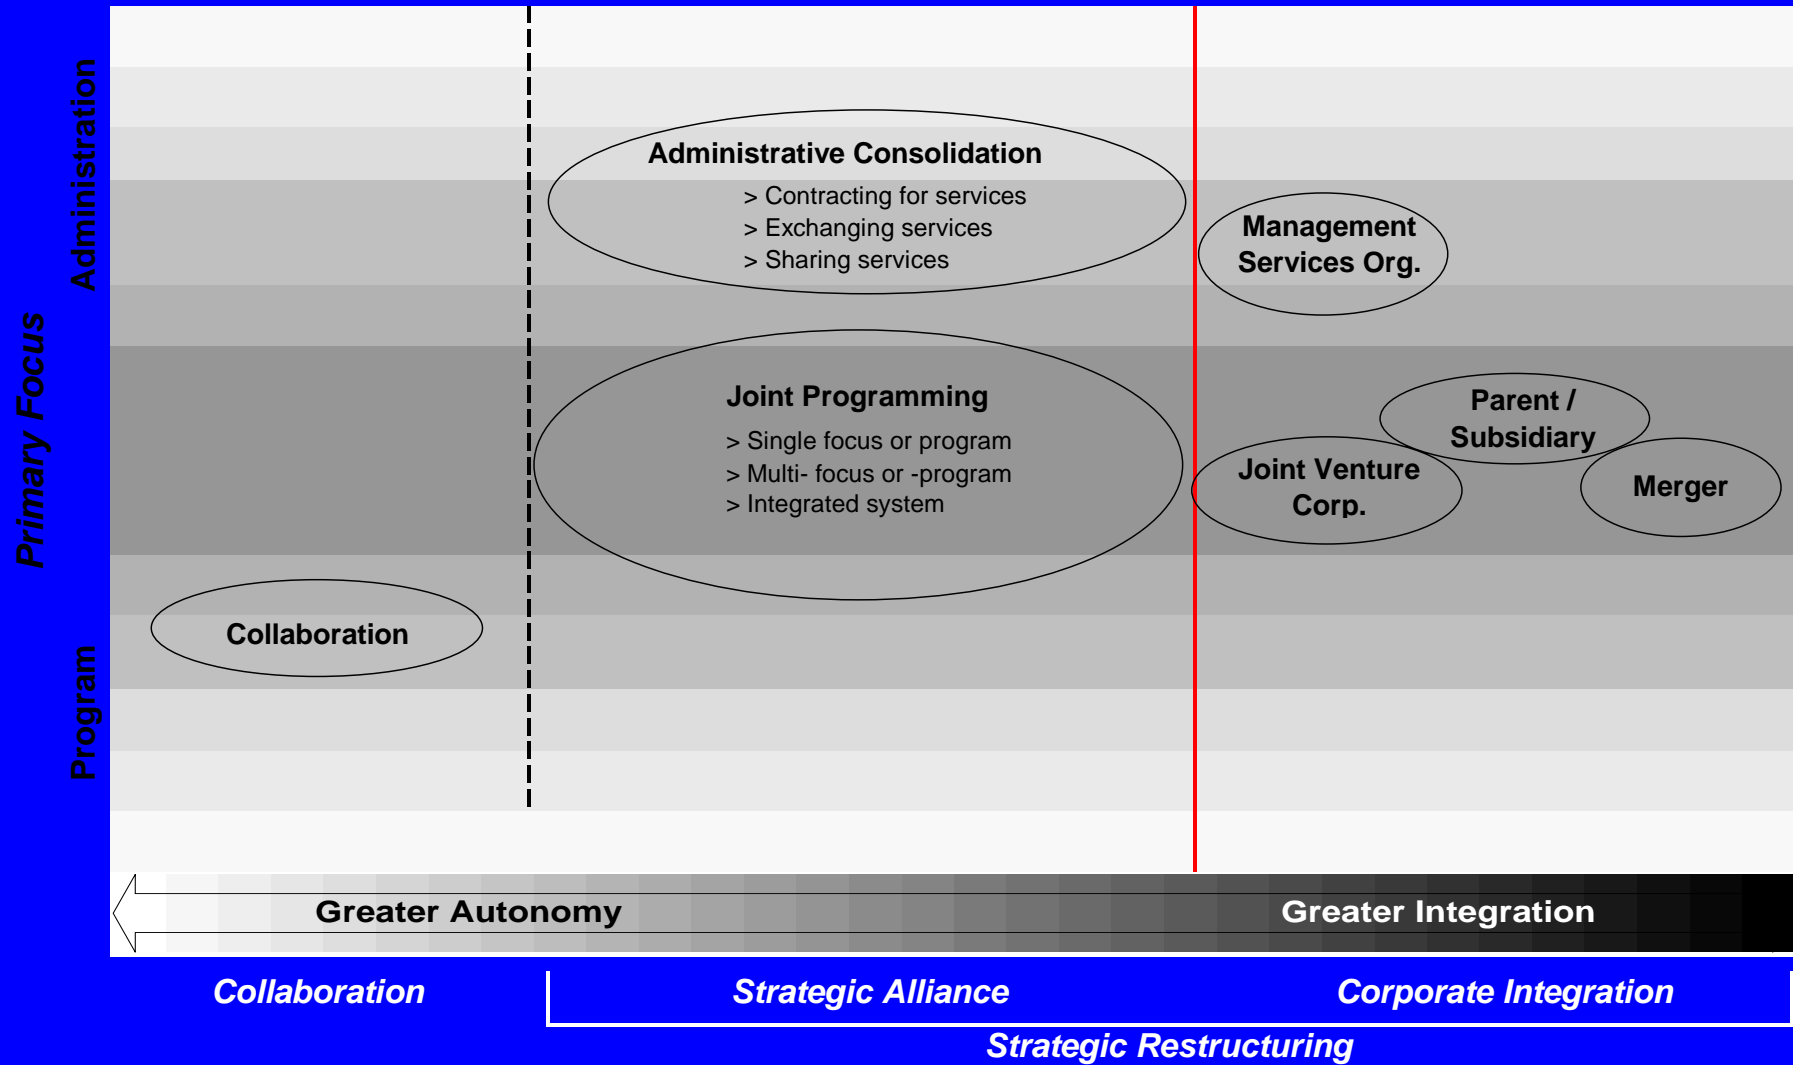 Primary Focus
Administration
Program
Administrative Consolidation
> Contracting for services
> Exchanging services
> Sharing services
Management
Services Org.
Joint Programming
> Single focus or program
> Multi- focus or -program
> Integrated system
Parent /
Subsidiary
Joint Venture
Corp.
Merger
Collaboration
Greater Autonomy
Greater Integration
Collaboration
Strategic Alliance
Corporate Integration
Strategic Restructuring